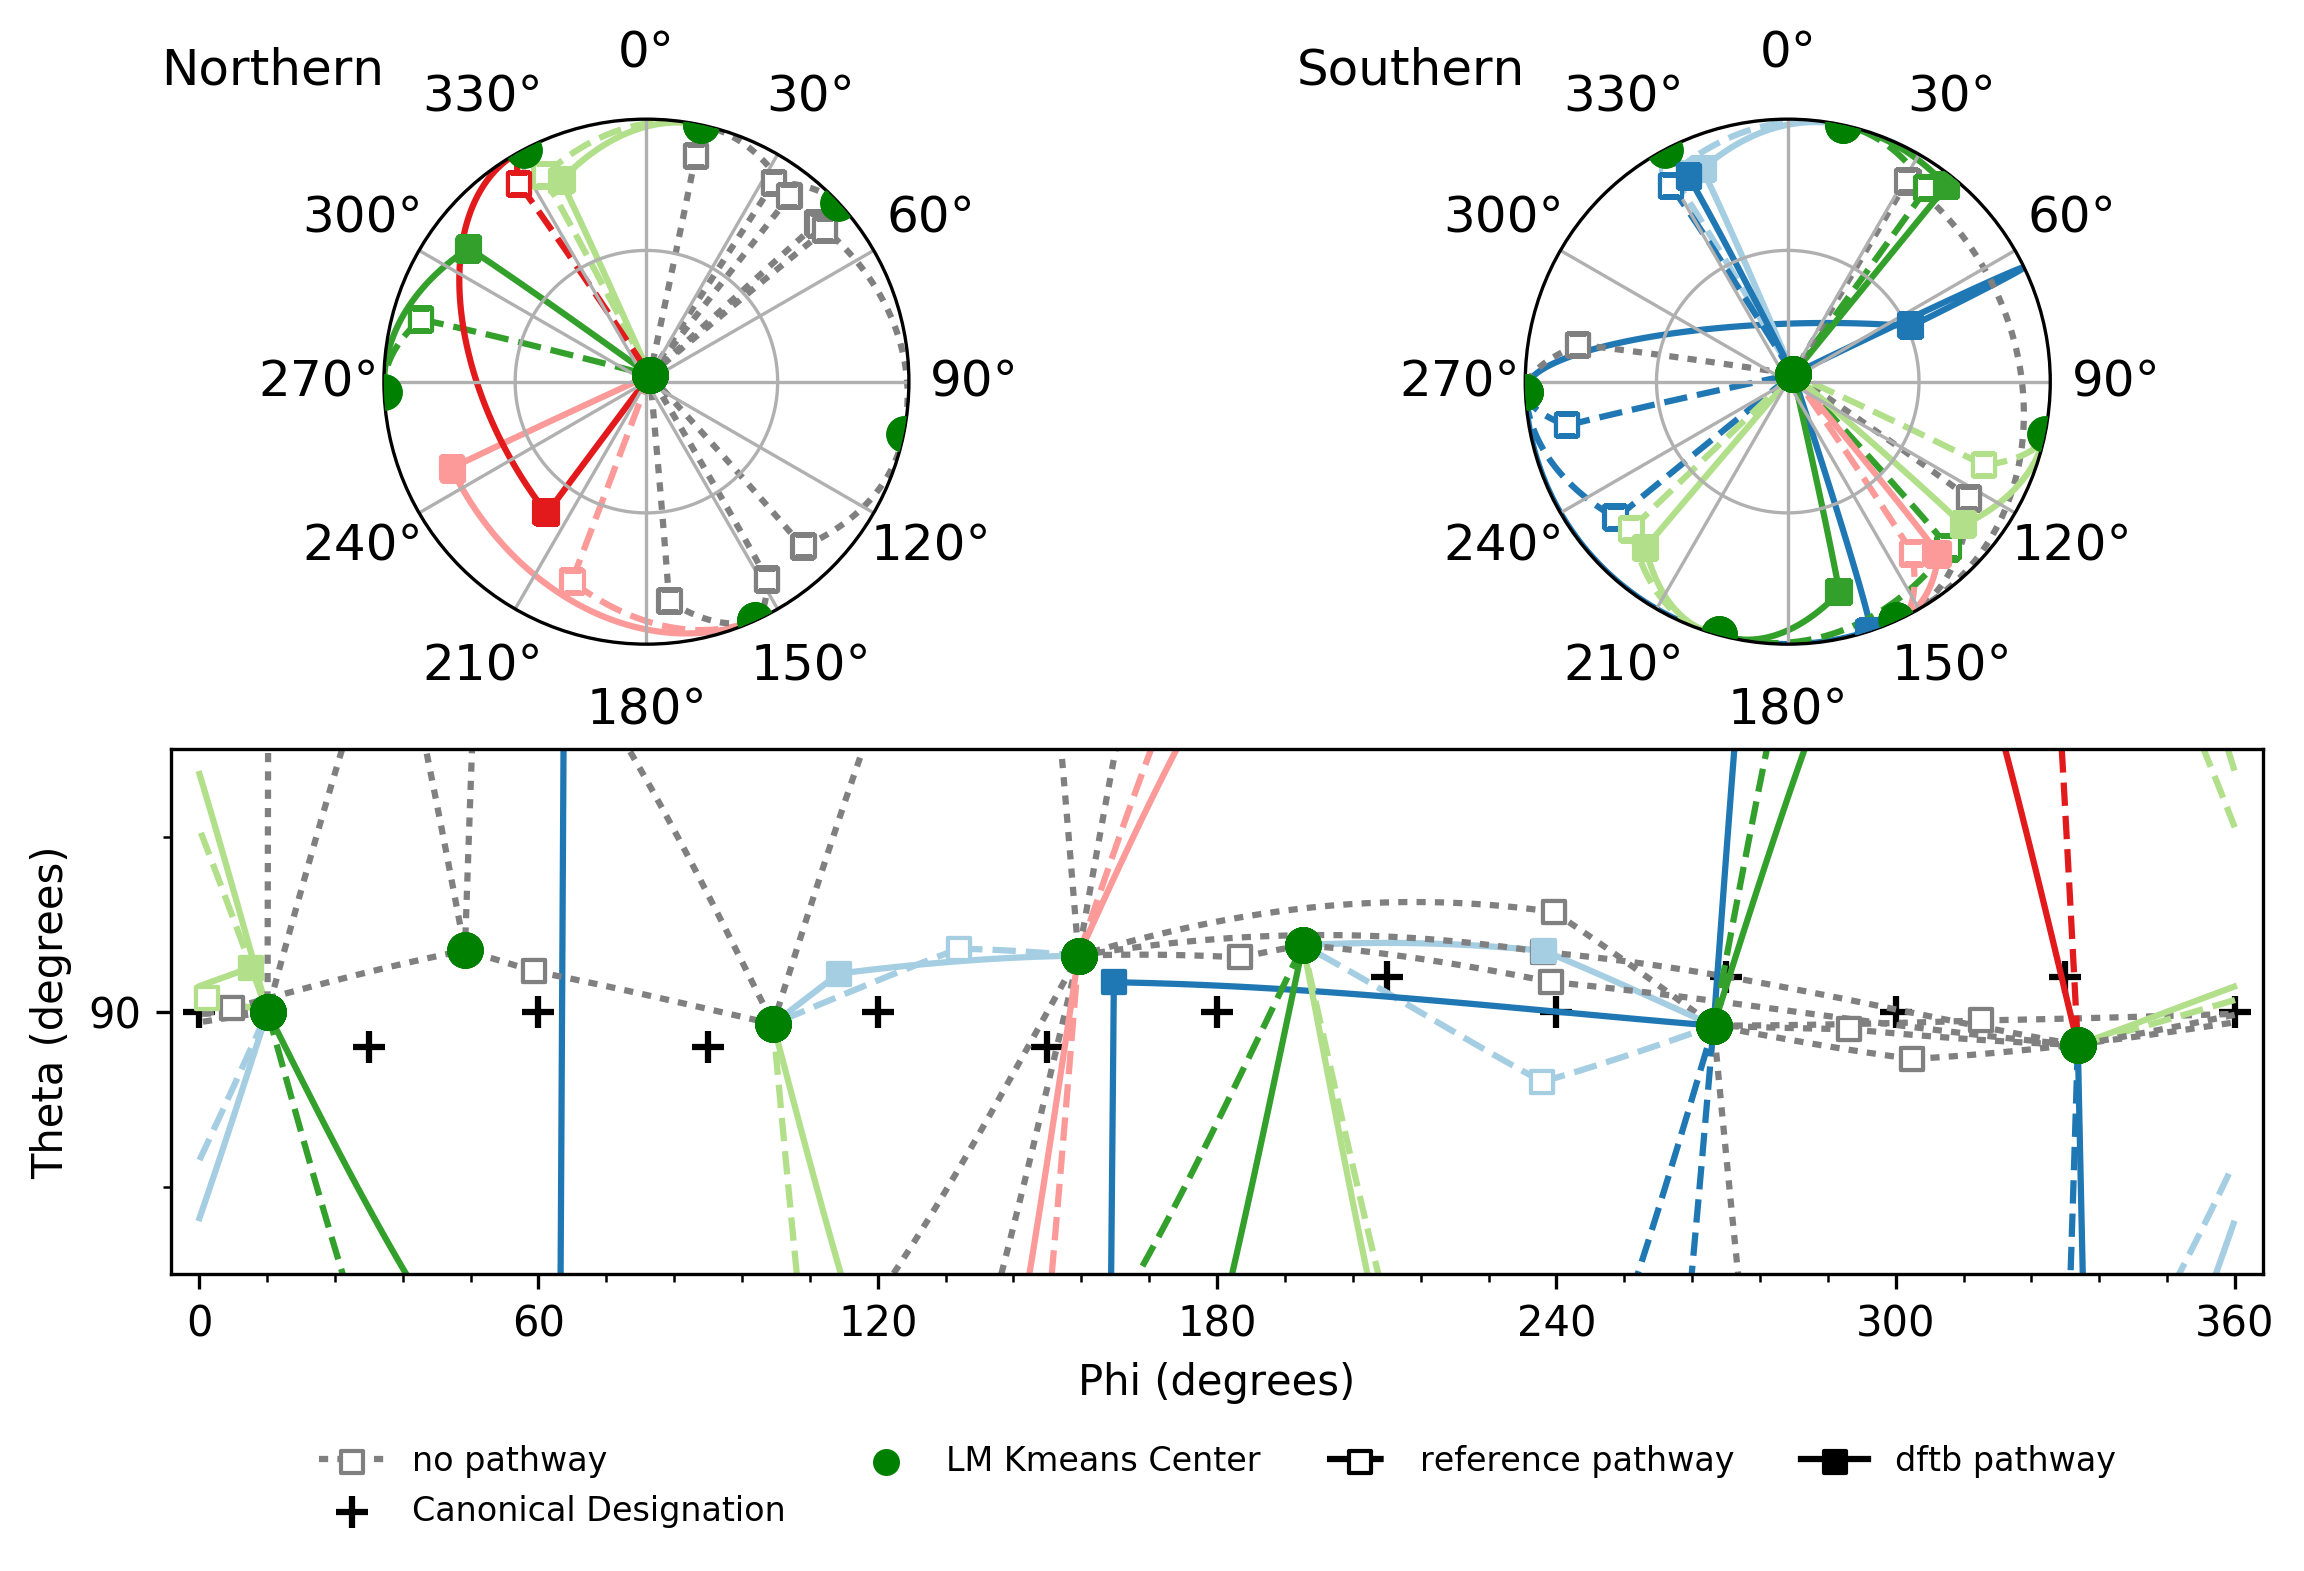 Northern
0°
30°
60°
90°
120°
150°
180°
210°
240°
270°
300°
330°
Southern
0°
30°
60°
90°
120°
150°
180°
210°
240°
270°
300°
330°
Theta (degrees)
90
0 60 120 180 240 300 360
Phi (degrees)
no pathway
Canonical Designation
LM Kmeans Center
reference pathway
dftb pathway